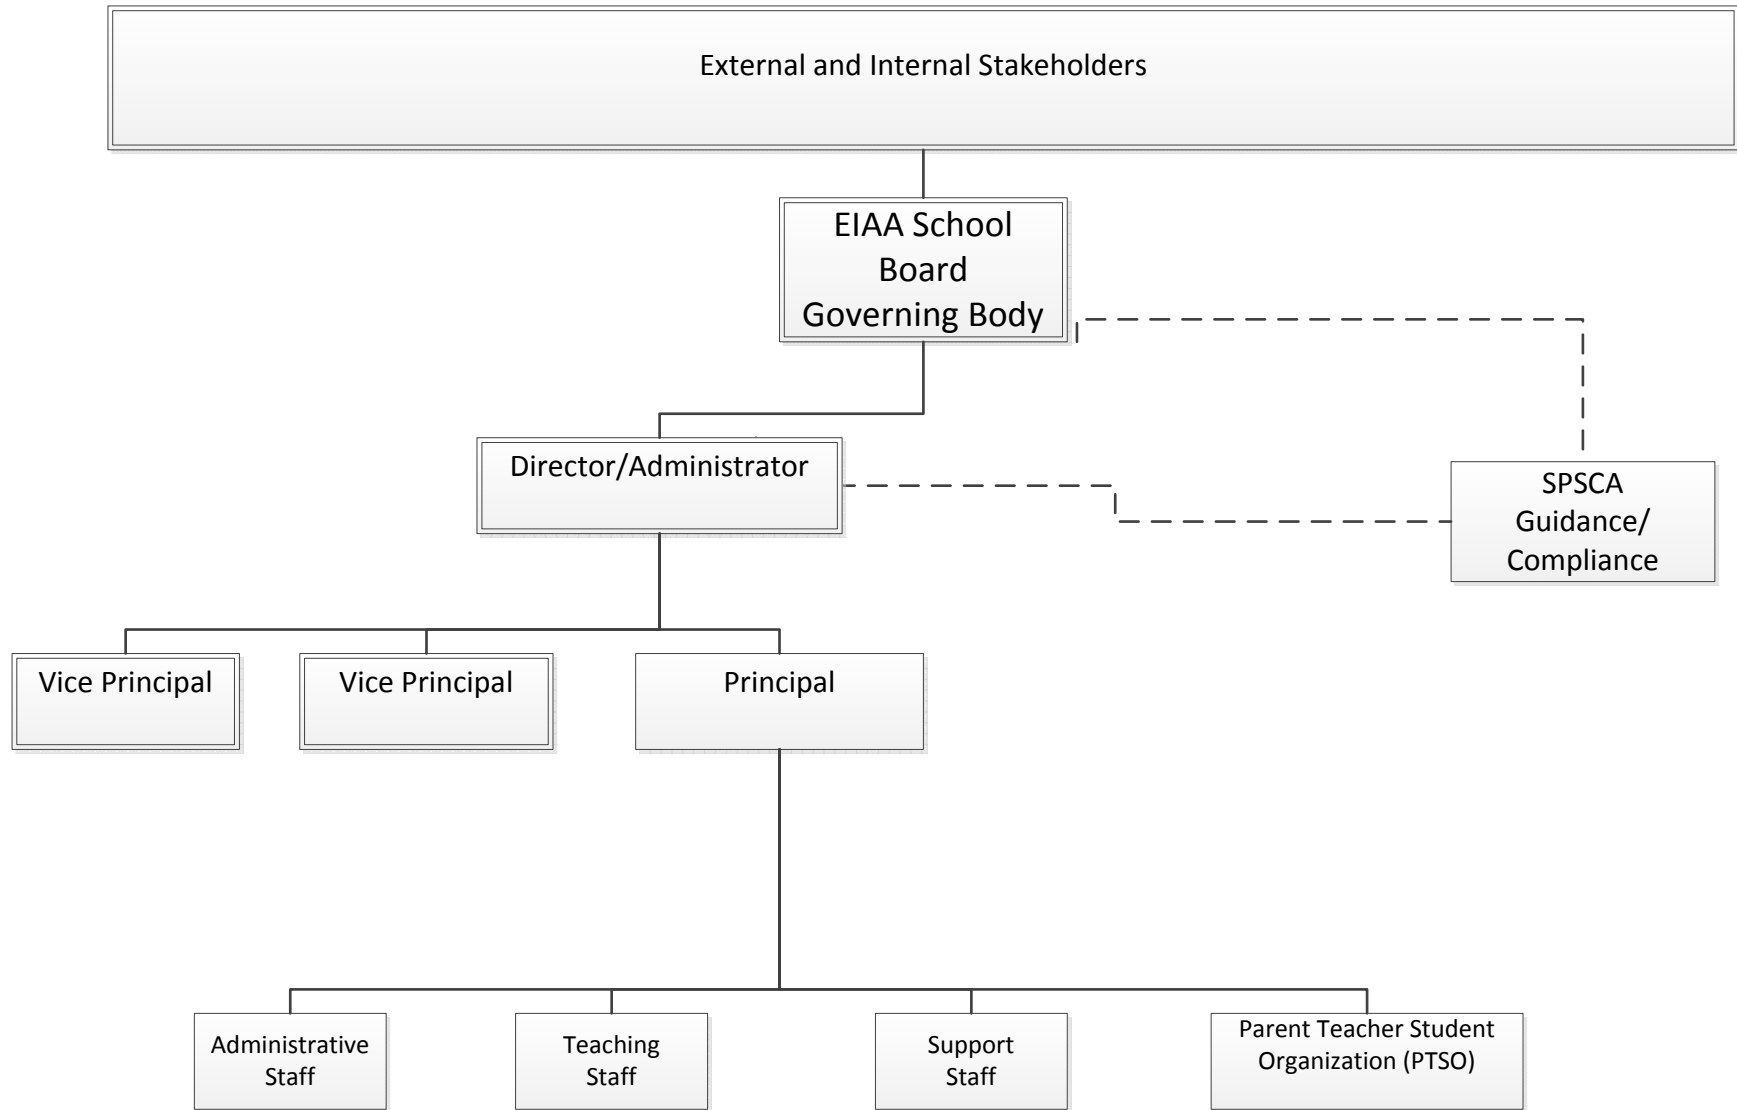 External and Internal Stakeholders
EIAA School
Board
Governing Body
Director/Administrator
SPSCA
Guidance/
Compliance
Vice Principal
Vice Principal
Principal
Administrative
Staff
Teaching
Staff
Support
Staff
Parent Teacher Student
Organization (PTSO)